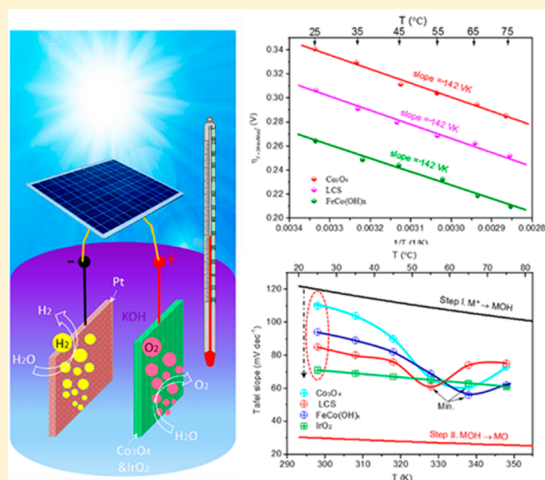 − +
Pt
KOH
H₂
H₂
H₂O
O₂
O₂
H₂O
Co₃O₄
&IrO₂
T (°C)
25 35 45 55 65 75
0.34
0.32
0.30
0.28
0.26
0.24
0.22
0.20
(V)
slope =-142 VK
slope =-142 VK
slope =-142 VK
Co₃O₄
LCS
FeCo(OH)ₓ
0.0034 0.0033 0.0032 0.0031 0.0030 0.0029 0.0028
1/T (1/K)
T (°C)
20 30 40 50 60 70 80
Tafel slope (mV dec⁻¹)
120
100
80
60
40
20
Step I. M*→ MOH
Co₃O₄
LCS
FeCo(OH)ₓ
IrO₂
Min.
Step II. MOH→ MO
290 300 310 320 330 340 350
T (K)